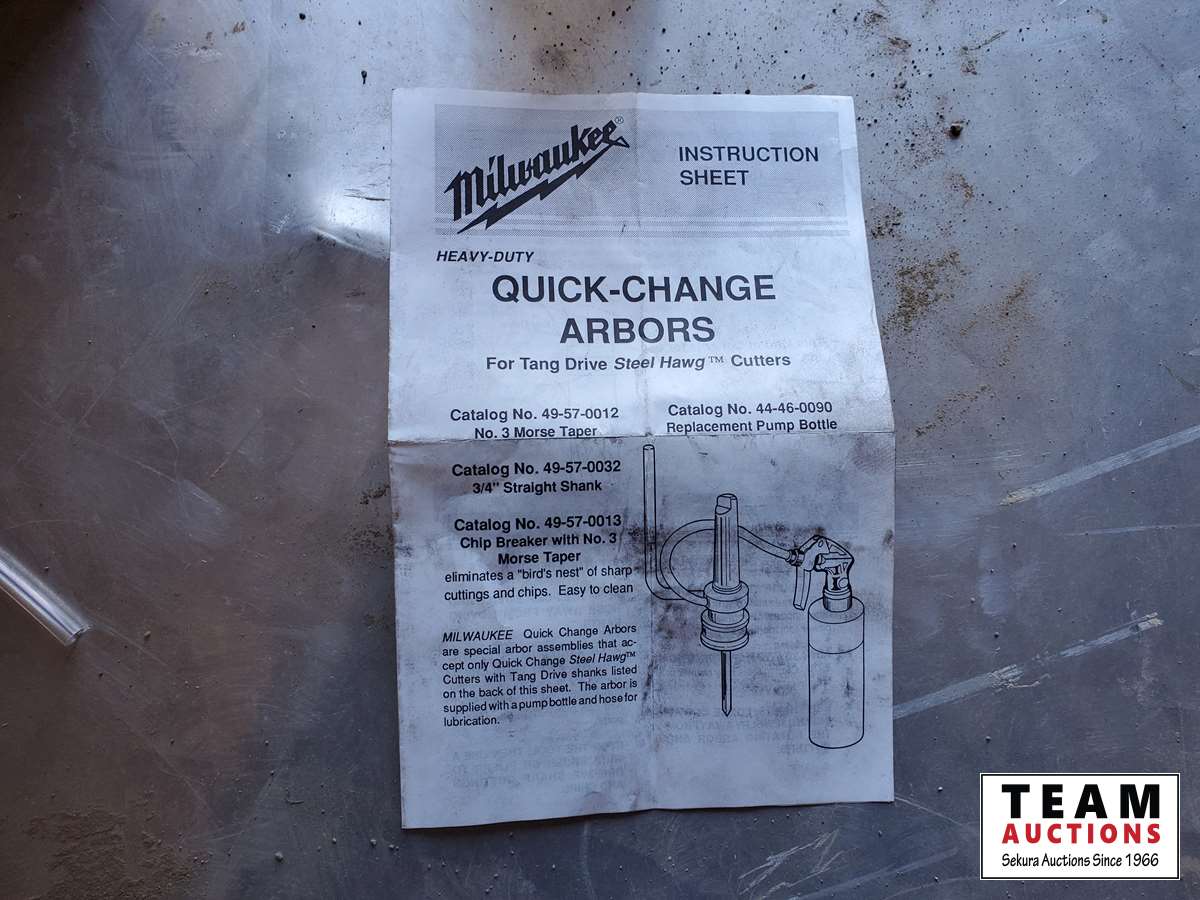 Milwaukee®
INSTRUCTION
SHEET
HEAVY-DUTY
QUICK-CHANGE
ARBORS
For Tang Drive Steel Hawg™ Cutters
Catalog No. 49-57-0012
No. 3 Morse Taper
Catalog No. 44-46-0090
Replacement Pump Bottle
Catalog No. 49-57-0032
3/4" Straight Shank
Catalog No. 49-57-0013
Chip Breaker with No. 3
Morse Taper
eliminates a "bird's nest" of sharp
cuttings and chips. Easy to clean
MILWAUKEE Quick Change Arbors
are special arbor assemblies that ac-
cept only Quick Change Steel Hawg™
Cutters with Tang Drive shanks listed
on the back of this sheet. The arbor is
supplied with a pump bottle and hose for
lubrication.
TEAM
AUCTIONS
Sekura Auctions Since 1966